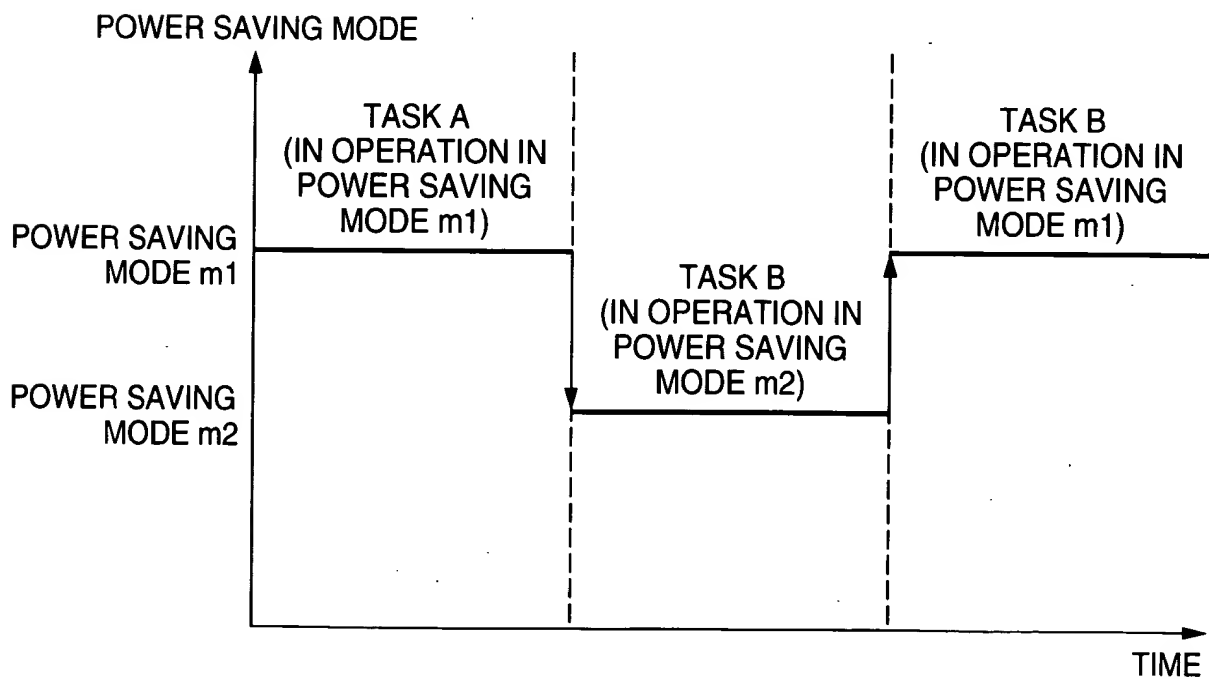 POWER SAVING MODE
TASK A
(IN OPERATION IN
POWER SAVING
MODE m1)
TASK B
(IN OPERATION IN
POWER SAVING
MODE m1)
POWER SAVING
MODE m1
TASK B
(IN OPERATION IN
POWER SAVING
MODE m2)
POWER SAVING
MODE m2
TIME